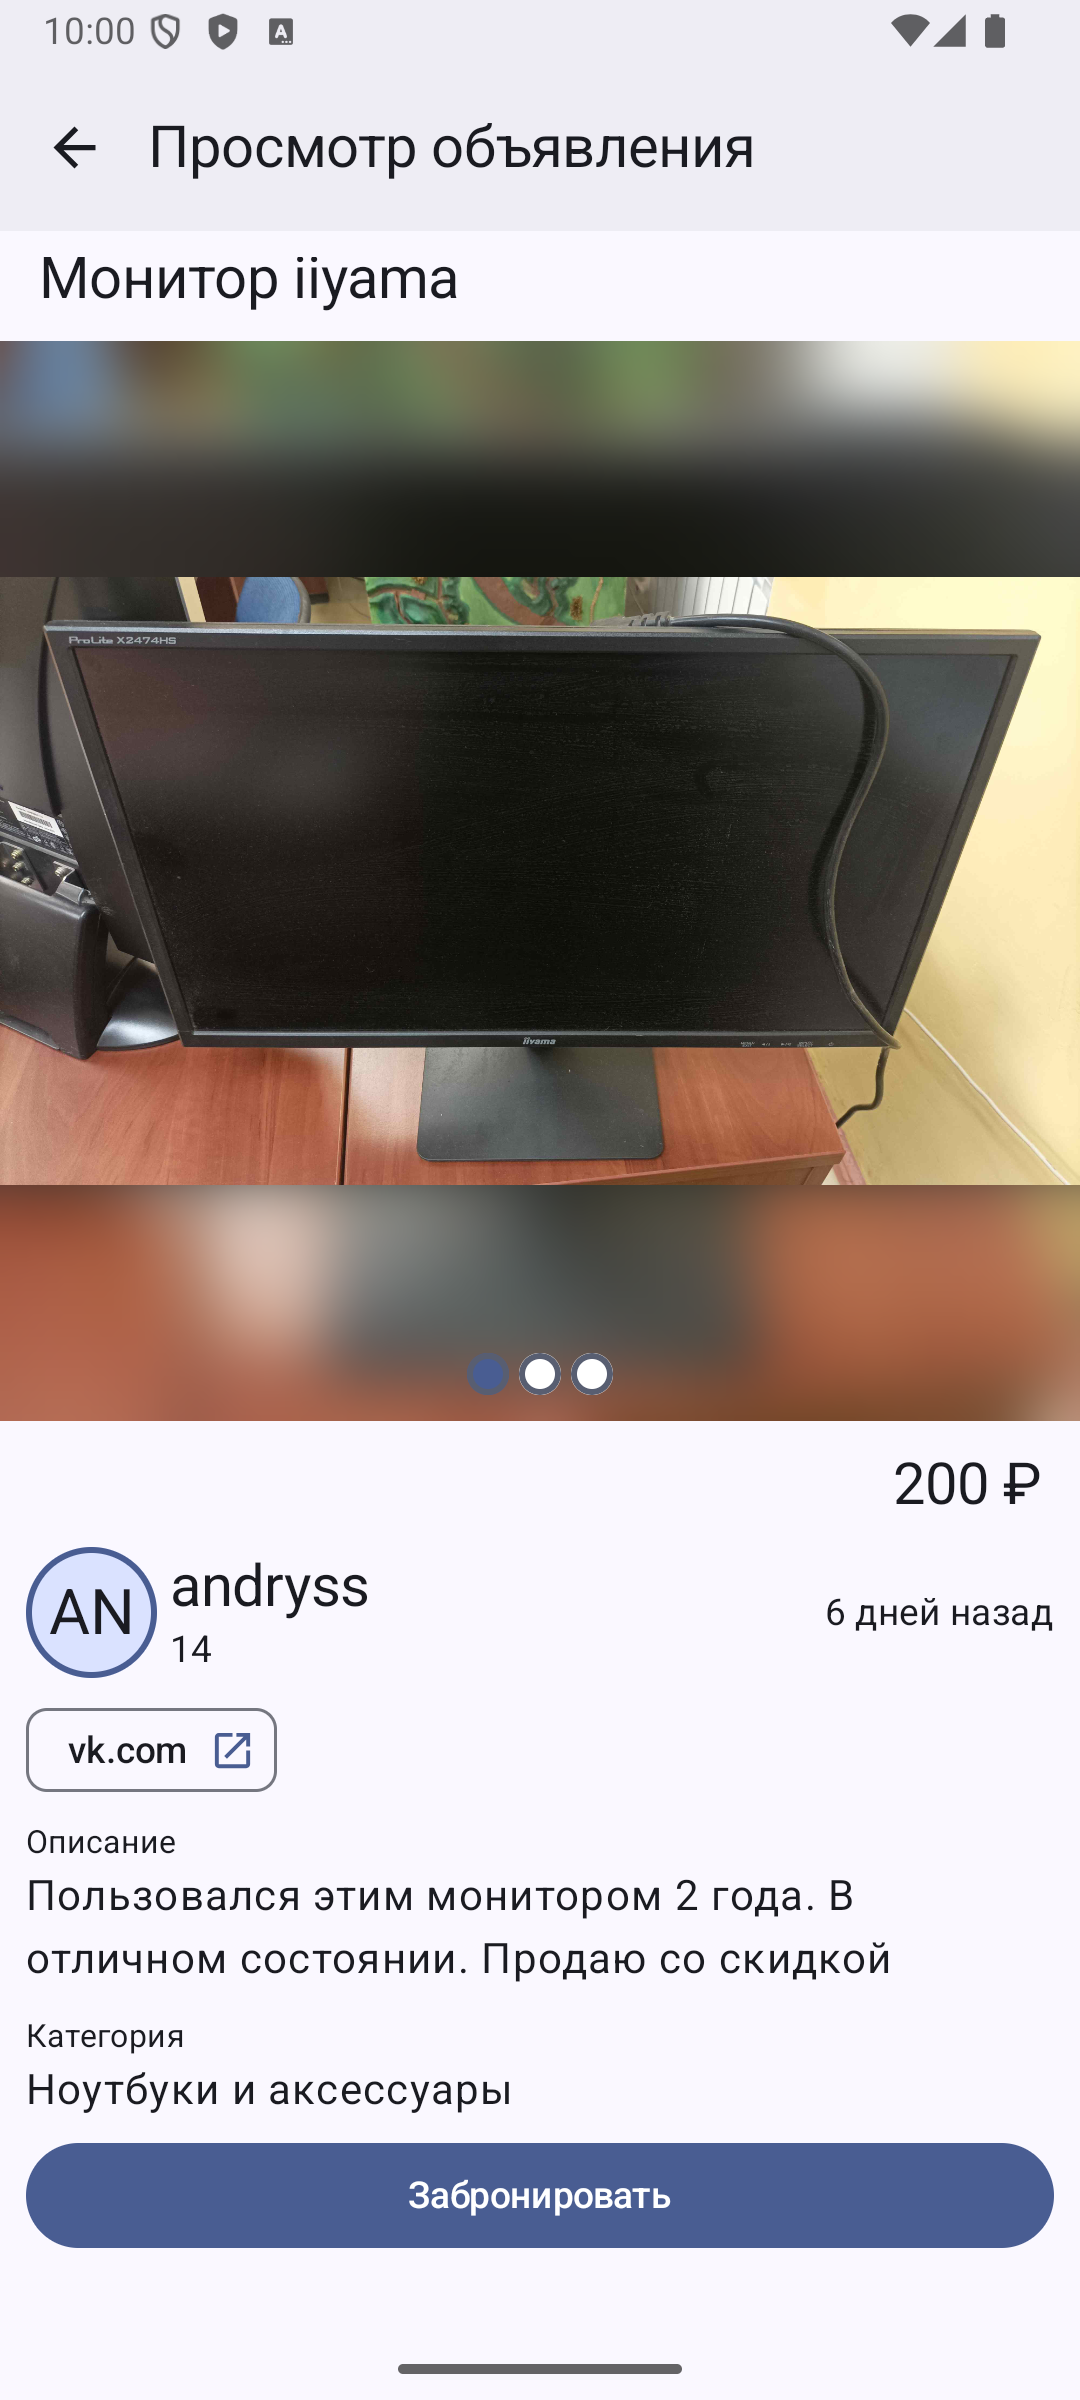 10:00
Просмотр объявления
Монитор iiyama
ProLite X2474HS
iiyama
200 ₽
AN
andryss
14
6 дней назад
vk.com
Описание
Пользовался этим монитором 2 года. В
отличном состоянии. Продаю со скидкой
Категория
Ноутбуки и аксессуары
Забронировать